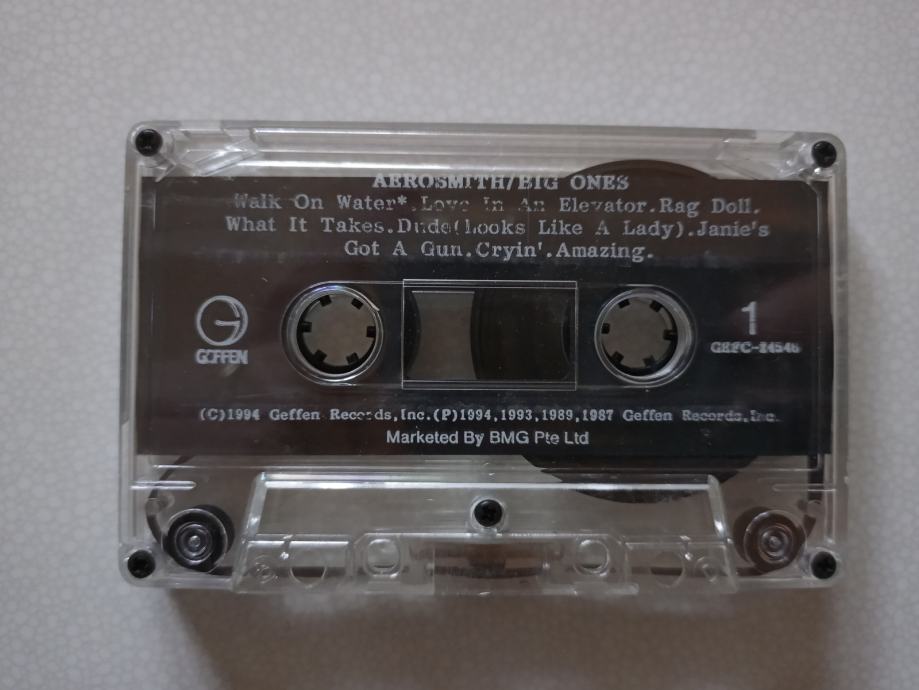 AEROSMITH/BIG ONES
Walk On Water*.Love In An Elevator.Rag Doll.
What It Takes.Dude(Looks Like A Lady).Janie's
Got A Gun.Cryin'.Amazing.
G
GEFFEN
1
GEFC-24546
(C)1994 Geffen Records,Inc.(P)1994,1993,1989,1987 Geffen Records,Inc.
Marketed By BMG Pte Ltd